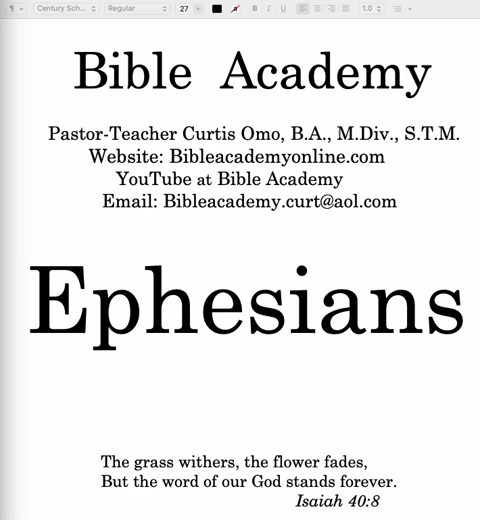 ¶ Century Sch... Regular 27 a B I U 1.0
Bible Academy
Pastor-Teacher Curtis Omo, B.A., M.Div., S.T.M.
Website: Bibleacademyonline.com
YouTube at Bible Academy
Email: Bibleacademy.curt@aol.com
Ephesians
The grass withers, the flower fades,
But the word of our God stands forever.
Isaiah 40:8